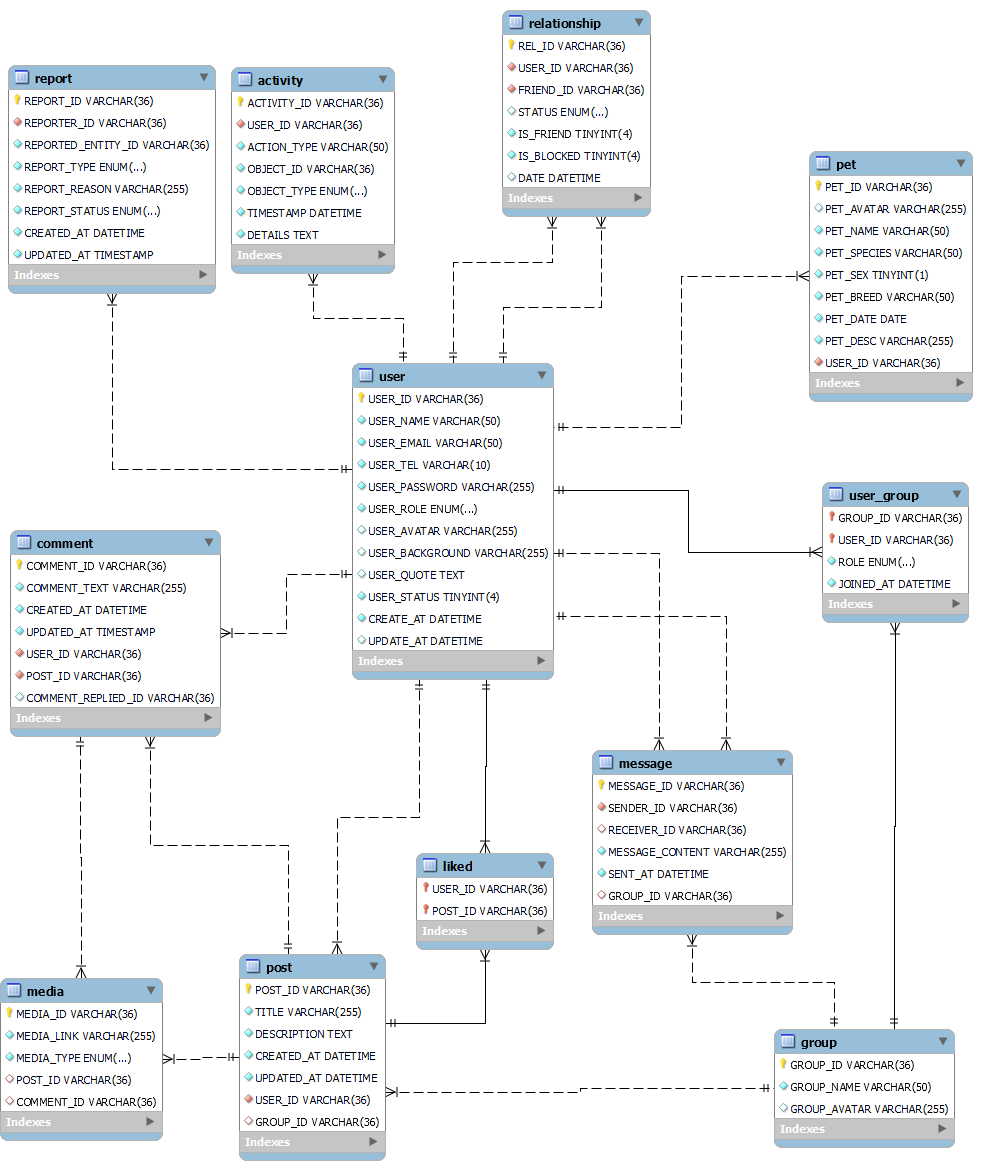 relationship
REL_ID VARCHAR(36)
USER_ID VARCHAR(36)
FRIEND_ID VARCHAR(36)
STATUS ENUM(...)
IS_FRIEND TINYINT(4)
IS_BLOCKED TINYINT(4)
DATE DATETIME
Indexes
report
REPORT_ID VARCHAR(36)
REPORTER_ID VARCHAR(36)
REPORTED_ENTITY_ID VARCHAR(36)
REPORT_TYPE ENUM(...)
REPORT_REASON VARCHAR(255)
REPORT_STATUS ENUM(...)
CREATED_AT DATETIME
UPDATED_AT TIMESTAMP
Indexes
activity
ACTIVITY_ID VARCHAR(36)
USER_ID VARCHAR(36)
ACTION_TYPE VARCHAR(50)
OBJECT_ID VARCHAR(36)
OBJECT_TYPE ENUM(...)
TIMESTAMP DATETIME
DETAILS TEXT
Indexes
pet
PET_ID VARCHAR(36)
PET_AVATAR VARCHAR(255)
PET_NAME VARCHAR(50)
PET_SPECIES VARCHAR(50)
PET_SEX TINYINT(1)
PET_BREED VARCHAR(50)
PET_DATE DATE
PET_DESC VARCHAR(255)
USER_ID VARCHAR(36)
Indexes
user
USER_ID VARCHAR(36)
USER_NAME VARCHAR(50)
USER_EMAIL VARCHAR(50)
USER_TEL VARCHAR(10)
USER_PASSWORD VARCHAR(255)
USER_ROLE ENUM(...)
USER_AVATAR VARCHAR(255)
USER_BACKGROUND VARCHAR(255)
USER_QUOTE TEXT
USER_STATUS TINYINT(4)
CREATE_AT DATETIME
UPDATE_AT DATETIME
Indexes
user_group
GROUP_ID VARCHAR(36)
USER_ID VARCHAR(36)
ROLE ENUM(...)
JOINED_AT DATETIME
Indexes
comment
COMMENT_ID VARCHAR(36)
COMMENT_TEXT VARCHAR(255)
CREATED_AT DATETIME
UPDATED_AT TIMESTAMP
USER_ID VARCHAR(36)
POST_ID VARCHAR(36)
COMMENT_REPLIED_ID VARCHAR(36)
Indexes
message
MESSAGE_ID VARCHAR(36)
SENDER_ID VARCHAR(36)
RECEIVER_ID VARCHAR(36)
MESSAGE_CONTENT VARCHAR(255)
SENT_AT DATETIME
GROUP_ID VARCHAR(36)
Indexes
liked
USER_ID VARCHAR(36)
POST_ID VARCHAR(36)
Indexes
post
POST_ID VARCHAR(36)
TITLE VARCHAR(255)
DESCRIPTION TEXT
CREATED_AT DATETIME
UPDATED_AT DATETIME
USER_ID VARCHAR(36)
GROUP_ID VARCHAR(36)
Indexes
media
MEDIA_ID VARCHAR(36)
MEDIA_LINK VARCHAR(255)
MEDIA_TYPE ENUM(...)
POST_ID VARCHAR(36)
COMMENT_ID VARCHAR(36)
Indexes
group
GROUP_ID VARCHAR(36)
GROUP_NAME VARCHAR(50)
GROUP_AVATAR VARCHAR(255)
Indexes